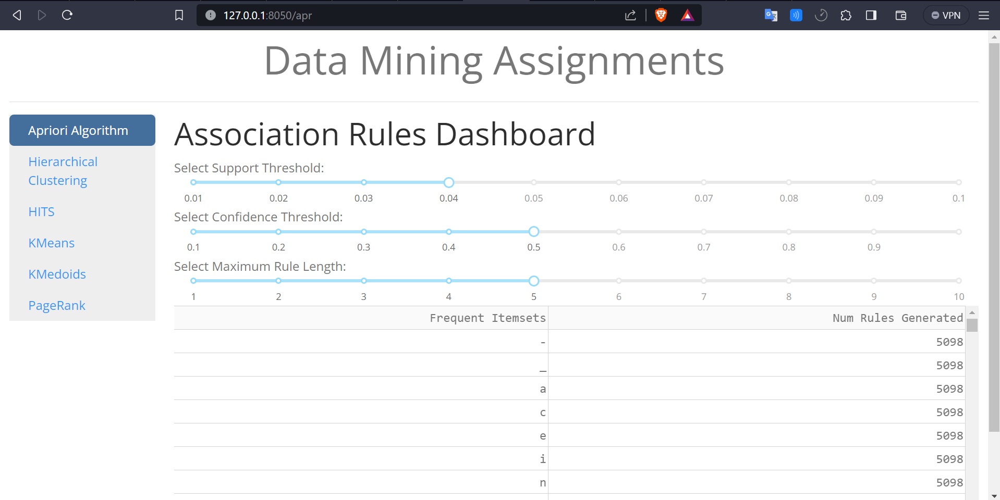 127.0.0.1:8050/apr
VPN
Data Mining Assignments
Apriori Algorithm
Hierarchical
Clustering
HITS
KMeans
KMedoids
PageRank
Association Rules Dashboard
Select Support Threshold:
0.01 0.02 0.03 0.04 0.05 0.06 0.07 0.08 0.09 0.1
Select Confidence Threshold:
0.1 0.2 0.3 0.4 0.5 0.6 0.7 0.8 0.9
Select Maximum Rule Length:
1 2 3 4 5 6 7 8 9 10
Frequent Itemsets Num Rules Generated
- 5098
_ 5098
a 5098
c 5098
e 5098
i 5098
n 5098